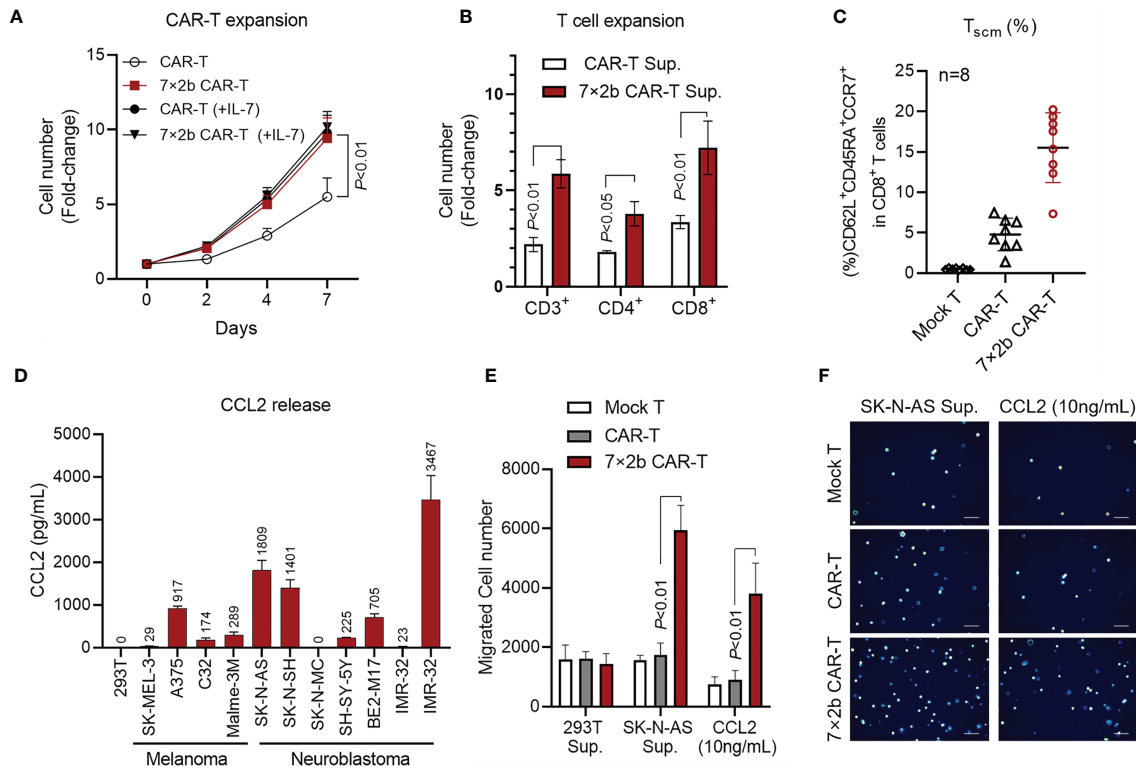 A
CAR-T expansion
Cell number
(Fold-change)
15
10
5
0
CAR-T
7×2b CAR-T
CAR-T (+IL-7)
7×2b CAR-T (+IL-7)
P<0.01
0 2 4 7
Days
B
T cell expansion
Cell number
(Fold-change)
12
10
5
0
CAR-T Sup.
7×2b CAR-T Sup.
P<0.01
P<0.05
P<0.01
CD3+ CD4+ CD8+
C
Tscm (%)
(%)CD62L+CD45RA+CCR7+
in CD8+ T cells
n=8
25
20
15
10
5
0
Mock T
CAR-T
7×2b CAR-T
D
CCL2 release
CCL2 (pg/mL)
5000
4000
3000
2000
1000
0
0
29
917
174
289
1809
1401
0
225
705
23
3467
293T
SK-MEL-3
A375
C32
Malme-3M
SK-N-AS
SK-N-SH
SK-N-MC
SH-SY-5Y
BE2-M17
IMR-32
IMR-32
Melanoma
Neuroblastoma
E
Mock T
CAR-T
7×2b CAR-T
Migrated Cell number
8000
6000
4000
2000
0
P<0.01
P<0.01
293T
Sup.
SK-N-AS
Sup.
CCL2
(10ng/mL)
F
SK-N-AS Sup.
CCL2 (10ng/mL)
Mock T
CAR-T
7×2b CAR-T